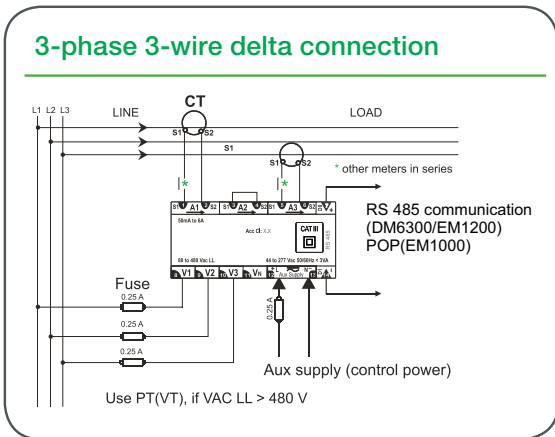 3-phase 3-wire delta connection
CT
L1 L2 L3 LINE LOAD
S1 S2
S1 S2
* other meters in series
* *
S1 A1 S2 S1 A2 S2 S1 A3 S2
50mA to 6A
Acc Cl: X.X
CAT III
RS 485
80 to 480 Vac LL
44 to 277 Vac 50/60Hz < 3VA
V1 V2 V3 VN L Aux Supply N
RS 485 communication
(DM6300/EM1200)
POP(EM1000)
Fuse
0.25 A
0.25 A
0.25 A
0.25 A
Aux supply (control power)
Use PT(VT), if VAC LL > 480 V